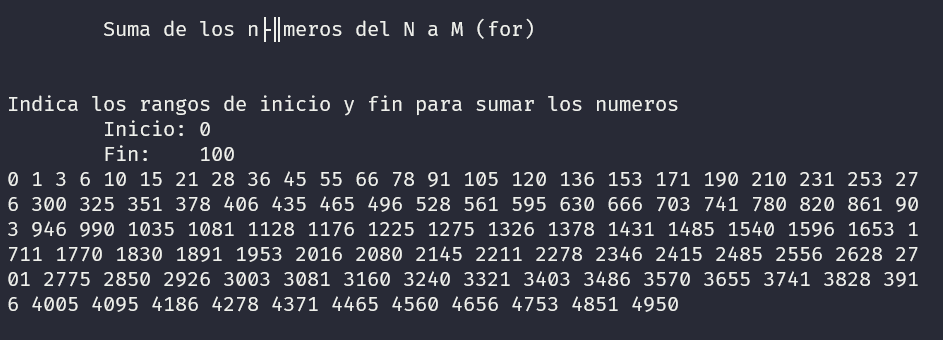 Suma de los n├║meros del N a M (for)
Indica los rangos de inicio y fin para sumar los numeros
Inicio: 0
Fin: 100
0 1 3 6 10 15 21 28 36 45 55 66 78 91 105 120 136 153 171 190 210 231 253 27
6 300 325 351 378 406 435 465 496 528 561 595 630 666 703 741 780 820 861 90
3 946 990 1035 1081 1128 1176 1225 1275 1326 1378 1431 1485 1540 1596 1653 1
711 1770 1830 1891 1953 2016 2080 2145 2211 2278 2346 2415 2485 2556 2628 27
01 2775 2850 2926 3003 3081 3160 3240 3321 3403 3486 3570 3655 3741 3828 391
6 4005 4095 4186 4278 4371 4465 4560 4656 4753 4851 4950